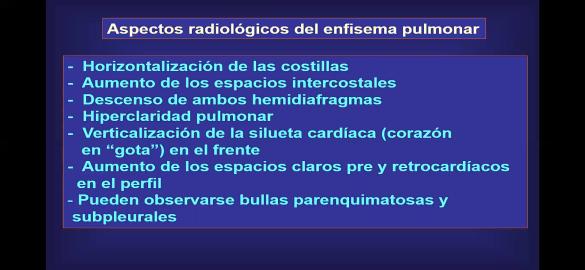 Aspectos radiológicos del enfisema pulmonar
- Horizontalización de las costillas
- Aumento de los espacios intercostales
- Descenso de ambos hemidiafragmas
- Hiperclaridad pulmonar
- Verticalización de la silueta cardíaca (corazón
en “gota”) en el frente
- Aumento de los espacios claros pre y retrocardíacos
en el perfil
- Pueden observarse bullas parenquimatosas y
subpleurales